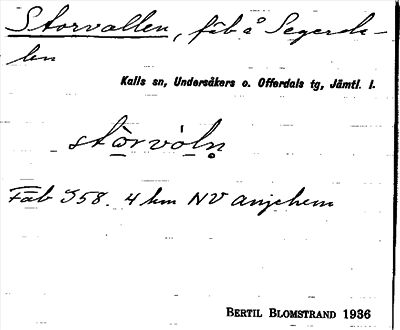 Storvallen, fäb å Segerda-
len
Kalls sn, Undersåkers o. Offerdals tg, Jämtl. l.
stòrvòln̥
Fäb 358. 4 km NV Anjehem
BERTIL BLOMSTRAND 1936